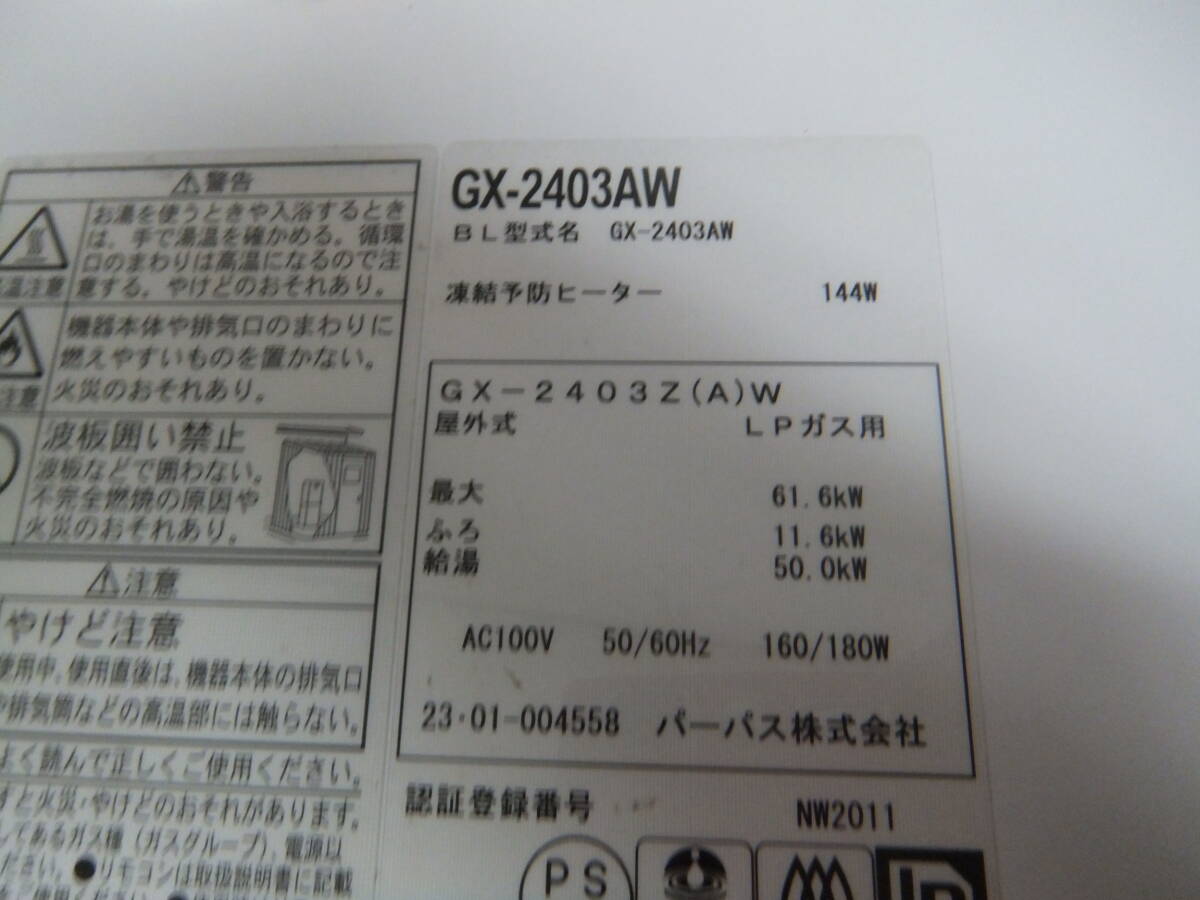 警告
お湯を使うときや入浴するとき
は、手で湯温を確かめる。循環
口のまわりは高温になるので注
意する。やけどのおそれあり。
温注意
機器本体や排気口のまわりに
燃えやすいものを置かない。
火災のおそれあり。
注意
波板囲い禁止
波板などで囲わない。
不完全燃焼の原因や
火災のおそれあり。
注意
やけど注意
使用中、使用直後は、機器本体の排気口
や排気筒などの高温部には触らない。
よく読んで正しくご使用ください。
すと火災・やけどのおそれがあります。
してあるガス種(ガスグループ)、電源以
ださい。●リモコンは取扱説明書に記載
GX-2403AW
BL型式名 GX-2403AW
凍結予防ヒーター 144W
GX-2403Z(A)W
屋外式 LPガス用
最大 61.6kW
ふろ 11.6kW
給湯 50.0kW
AC100V 50/60Hz 160/180W
23・01-004558 パーパス株式会社
認証登録番号 NW2011
PS